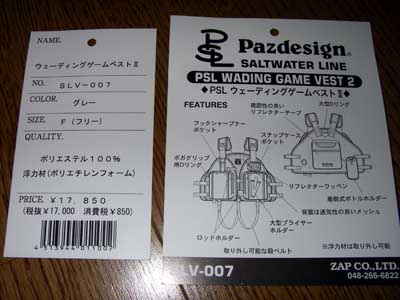 NAME.
ウェーディングゲームベストⅡ
NO.
SLV-007
COLOR.
グレー
SIZE.
F（フリー）
QUALITY.
ポリエステル100%
浮力材(ポリエチレンフォーム)
PRICE. ￥17,850
(税抜￥17,000 消費税￥850)
4513944011002
PSL
Pazdesign®
SALTWATER LINE
PSL WADING GAME VEST 2
◆PSL ウェーディングゲームベストⅡ◆
FEATURES
視認性の良い
リフレクターテープ
大型Dリング
フックシャープナー
ポケット
スナップケース
ポケット
ボガグリップ
用Dリング
リフレクターワッペン
着脱式ボトルホルダー
背面は通気性の良いメッシュ
大型プライヤー
ホルダー
ロッドホルダー
取り外し可能な股ベルト
※浮力材は取り外し可能
SLV-007
ZAP CO.,LTD.
048-266-6822